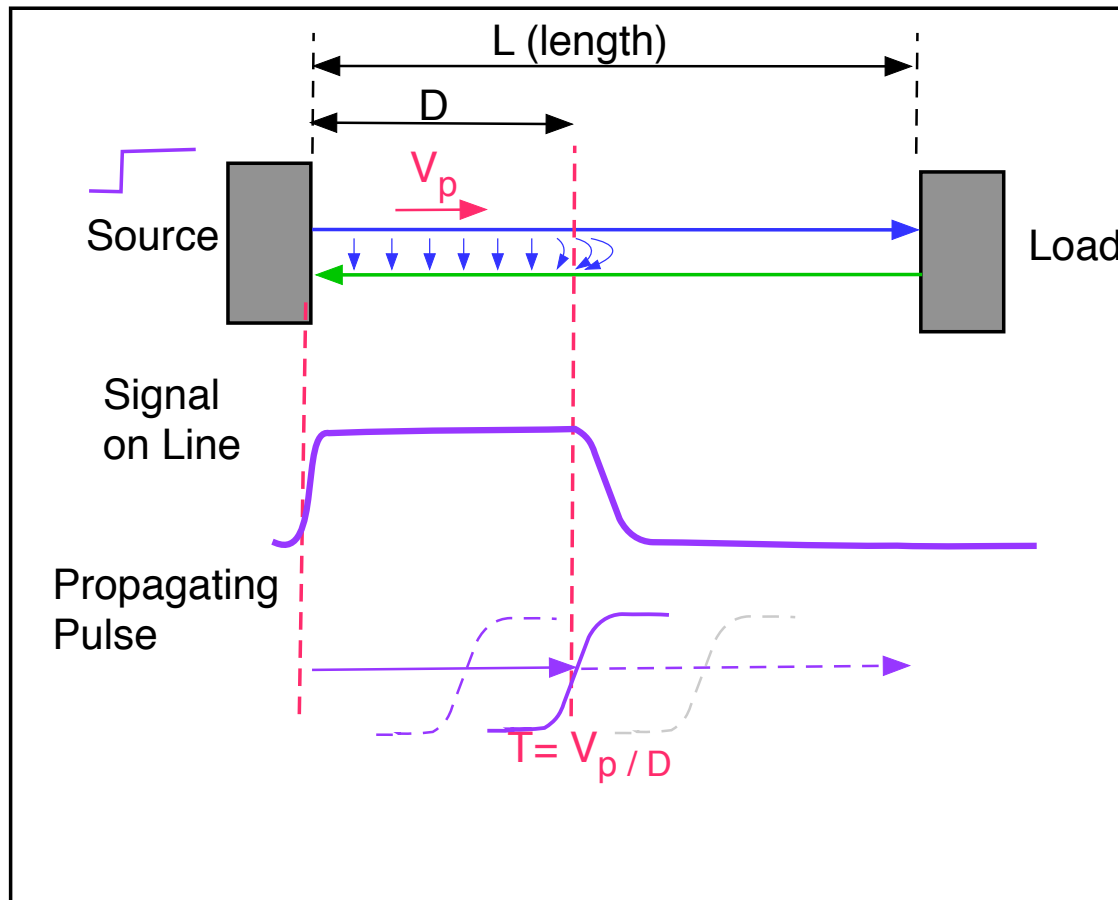 L (length)
D
Vp
Source
Load
Signal
on Line
Propagating
Pulse
T= Vp / D